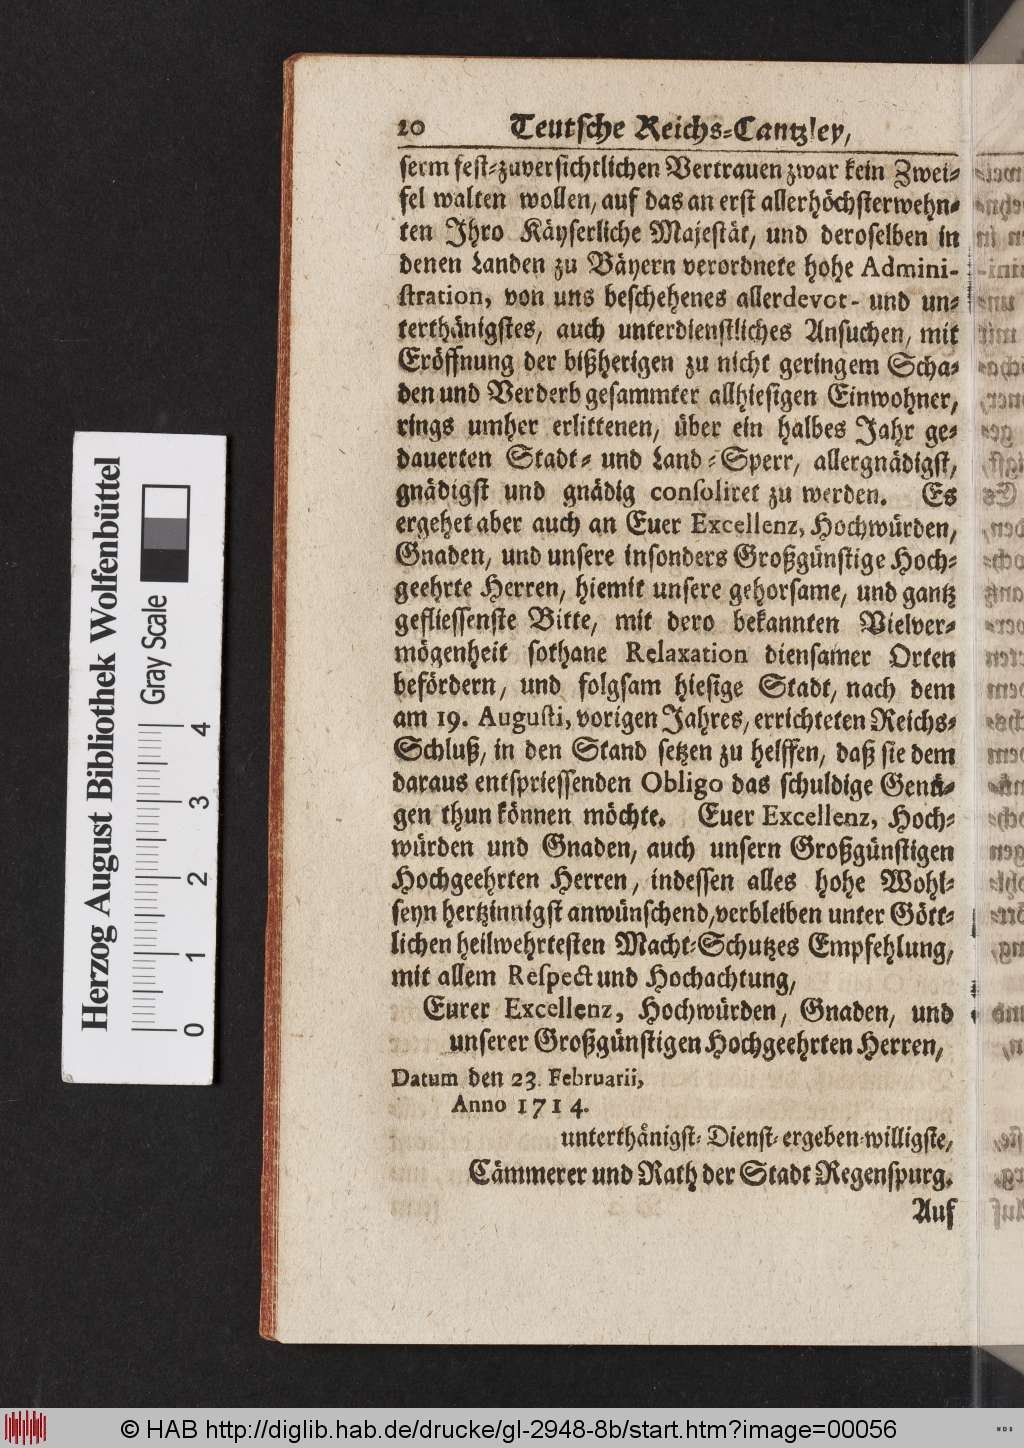 20 Teutsche Reichs-Cantzley,
serm fest-zuversichtlichen Vertrauen zwar kein Zwei-
fel walten wollen, auf das an erst allerhöchsterwehn-
ten Ihro Käyserliche Majestät, und deroselben in
denen Landen zu Bäyern verordnete hohe Admini-
stration, von uns beschehenes allerdevot- und un-
terthänigstes, auch unterdienstliches Ansuchen, mit
Eröffnung der bißherigen zu nicht geringem Scha-
den und Verderb gesammter allhiesigen Einwohner,
rings umher erlittenen, über ein halbes Jahr ge-
dauerten Stadt- und Land-Sperr, allergnädigst,
gnädigst und gnädig consoliret zu werden. Es
ergehet aber auch an Euer Excellenz, Hochwürden,
Gnaden, und unsere insonders Großgünstige Hoch-
geehrte Herren, hiemit unsere gehorsame, und gantz
gefliessenste Bitte, mit dero bekannten Vielver-
mögenheit sothane Relaxation diensamer Orten
befördern, und folgsam hiesige Stadt, nach dem
am 19. Augusti, vorigen Jahres, errichteten Reichs-
Schluß, in den Stand setzen zu helffen, daß sie dem
daraus entspriessenden Obligo das schuldige Genü-
gen thun können möchte. Euer Excellenz, Hoch-
würden und Gnaden, auch unsern Großgünstigen
Hochgeehrten Herren, indessen alles hohe Wohl-
seyn hertzinnigst anwünschend, verbleiben unter Gött-
lichen heilwehrtesten Macht-Schutzes Empfehlung,
mit allem Respect und Hochachtung,
Eurer Excellenz, Hochwürden, Gnaden, und
unserer Großgünstigen Hochgeehrten Herren,
Datum den 23. Februarii,
Anno 1714.
unterthänigst-Dienst-ergeben-willigste,
Cämmerer und Rath der Stadt Regenspurg.
Auf
Herzog August Bibliothek Wolfenbüttel
Gray Scale
0 1 2 3 4
© HAB http://diglib.hab.de/drucke/gl-2948-8b/start.htm?image=00056